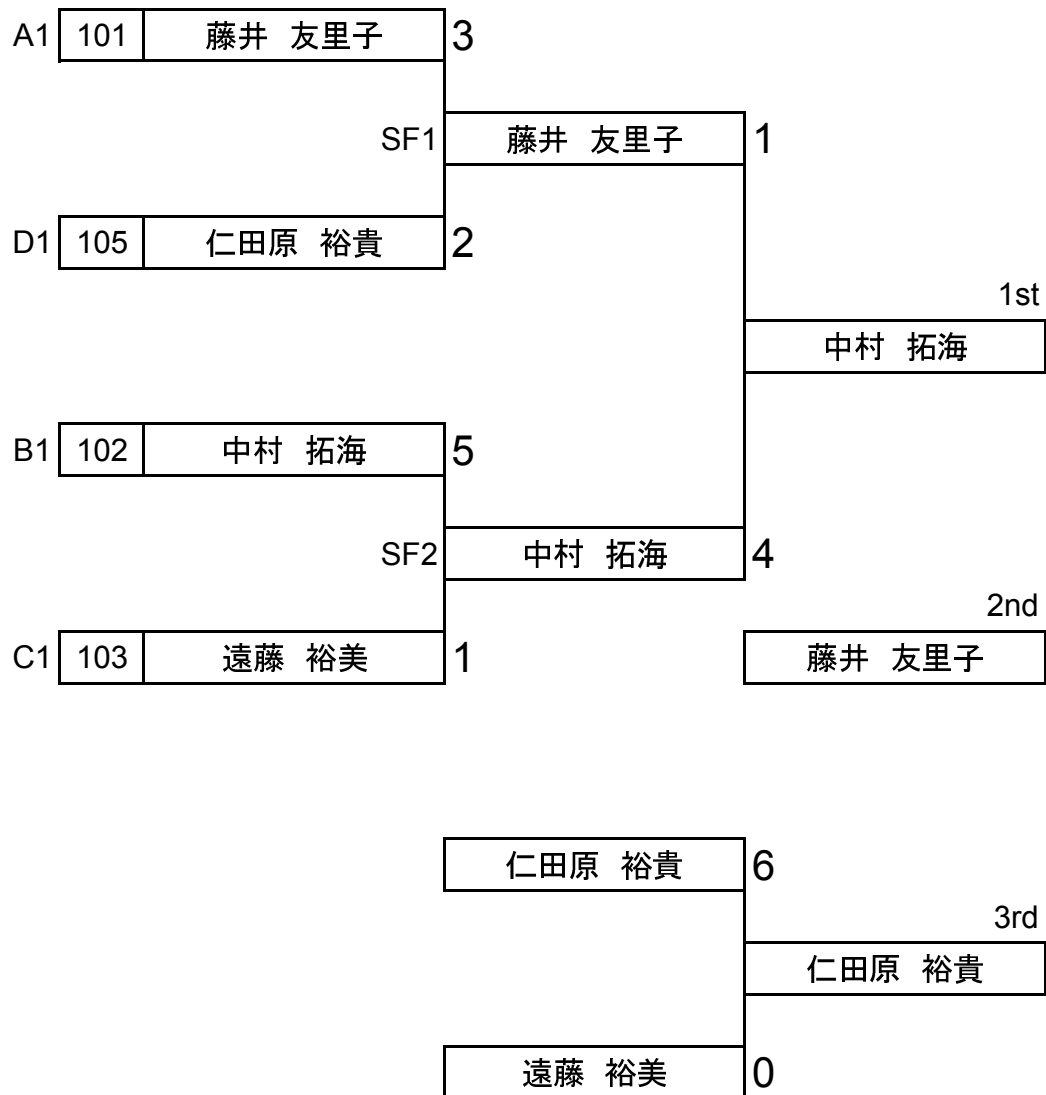 A1 101 藤井 友里子 3
SF1 藤井 友里子 1
D1 105 仁田原 裕貴 2
1st
中村 拓海
B1 102 中村 拓海 5
SF2 中村 拓海 4
2nd
C1 103 遠藤 裕美 1 藤井 友里子
仁田原 裕貴 6
3rd
仁田原 裕貴
遠藤 裕美 0